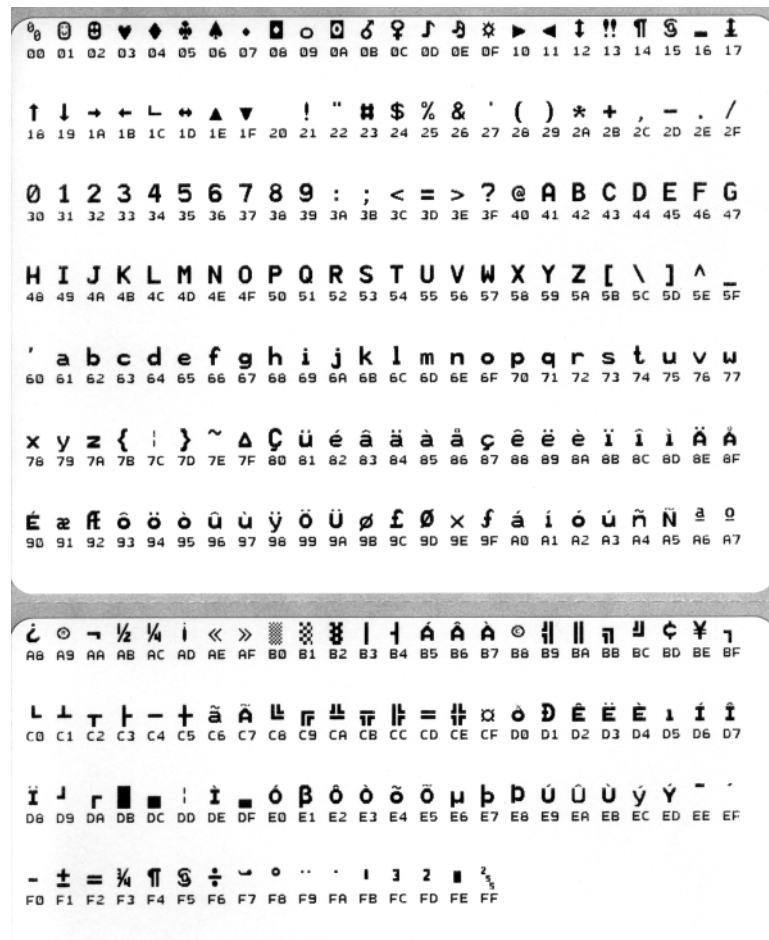 ⁰₀ ☺ ☻ ♥ ♦ ♣ ♠ • ◘ ○ ◙ ♂ ♀ ♪ ♫ ☼ ► ◄ ↕ ‼ ¶ § ▬ ↨
00 01 02 03 04 05 06 07 08 09 0A 0B 0C 0D 0E 0F 10 11 12 13 14 15 16 17
↑ ↓ → ← ∟ ↔ ▲ ▼ ! " # $ % & ' ( ) * + , - . /
18 19 1A 1B 1C 1D 1E 1F 20 21 22 23 24 25 26 27 28 29 2A 2B 2C 2D 2E 2F
0 1 2 3 4 5 6 7 8 9 : ; < = > ? @ A B C D E F G
30 31 32 33 34 35 36 37 38 39 3A 3B 3C 3D 3E 3F 40 41 42 43 44 45 46 47
H I J K L M N O P Q R S T U V W X Y Z [ \ ] ^ _
48 49 4A 4B 4C 4D 4E 4F 50 51 52 53 54 55 56 57 58 59 5A 5B 5C 5D 5E 5F
' a b c d e f g h i j k l m n o p q r s t u v w
60 61 62 63 64 65 66 67 68 69 6A 6B 6C 6D 6E 6F 70 71 72 73 74 75 76 77
x y z { ¦ } ~ ∆ Ç ü é â ä à å ç ê ë è ï î ì Ä Å
78 79 7A 7B 7C 7D 7E 7F 80 81 82 83 84 85 86 87 88 89 8A 8B 8C 8D 8E 8F
É æ Æ ô ö ò û ù ÿ Ö Ü ø £ Ø × ƒ á í ó ú ñ Ñ ª º
90 91 92 93 94 95 96 97 98 99 9A 9B 9C 9D 9E 9F A0 A1 A2 A3 A4 A5 A6 A7
¿ ® ¬ ½ ¼ ¡ « » ░ ▒ ▓ │ ┤ Á Â À © ╣ ║ ╗ ╝ ¢ ¥ ┐
A8 A9 AA AB AC AD AE AF B0 B1 B2 B3 B4 B5 B6 B7 B8 B9 BA BB BC BD BE BF
└ ┴ ┬ ├ ─ ┼ ã Ã ╚ ╔ ╩ ╦ ╠ ═ ╬ ¤ ð Ð Ê Ë È ı Í Î
C0 C1 C2 C3 C4 C5 C6 C7 C8 C9 CA CB CC CD CE CF D0 D1 D2 D3 D4 D5 D6 D7
Ï ┘ ┌ █ ▄ ¦ Ì ▄ Ó β Ô Ò õ Õ µ þ Þ Ú Û Ù ý Ý ¯ ´
D8 D9 DA DB DC DD DE DF E0 E1 E2 E3 E4 E5 E6 E7 E8 E9 EA EB EC ED EE EF
- ± = ¾ ¶ § ÷ ¸ ° ¨ · ı 3 2 ■ ²₅₅
F0 F1 F2 F3 F4 F5 F6 F7 F8 F9 FA FB FC FD FE FF